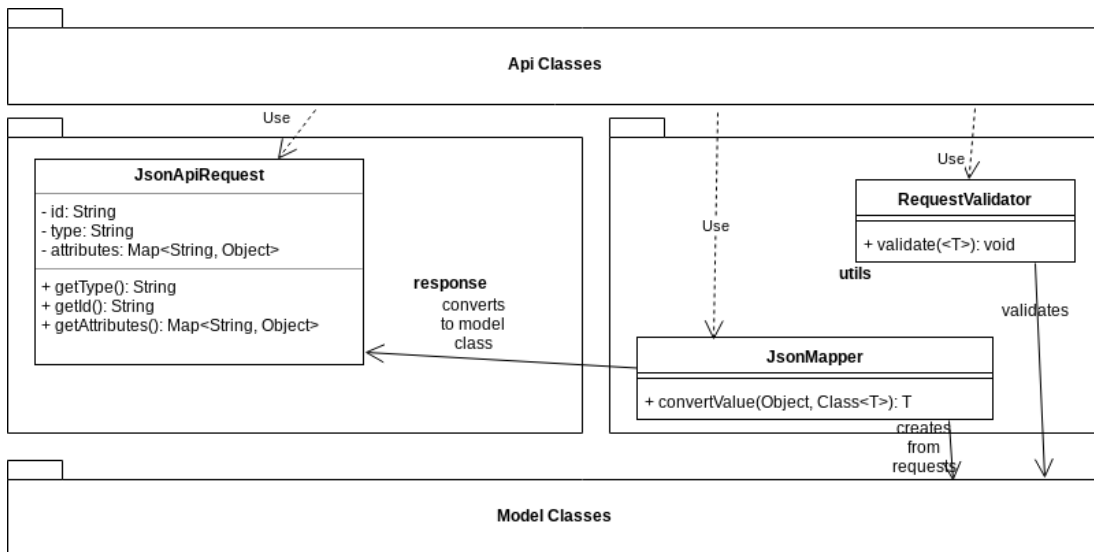 Api Classes
Use
JsonApiRequest
- id: String
- type: String
- attributes: Map<String, Object>
+ getType(): String
+ getId(): String
+ getAttributes(): Map<String, Object>
response
converts
to model
class
Use
Use
RequestValidator
+ validate(<T>): void
utils
validates
JsonMapper
+ convertValue(Object, Class<T>): T
creates
from
requests
Model Classes